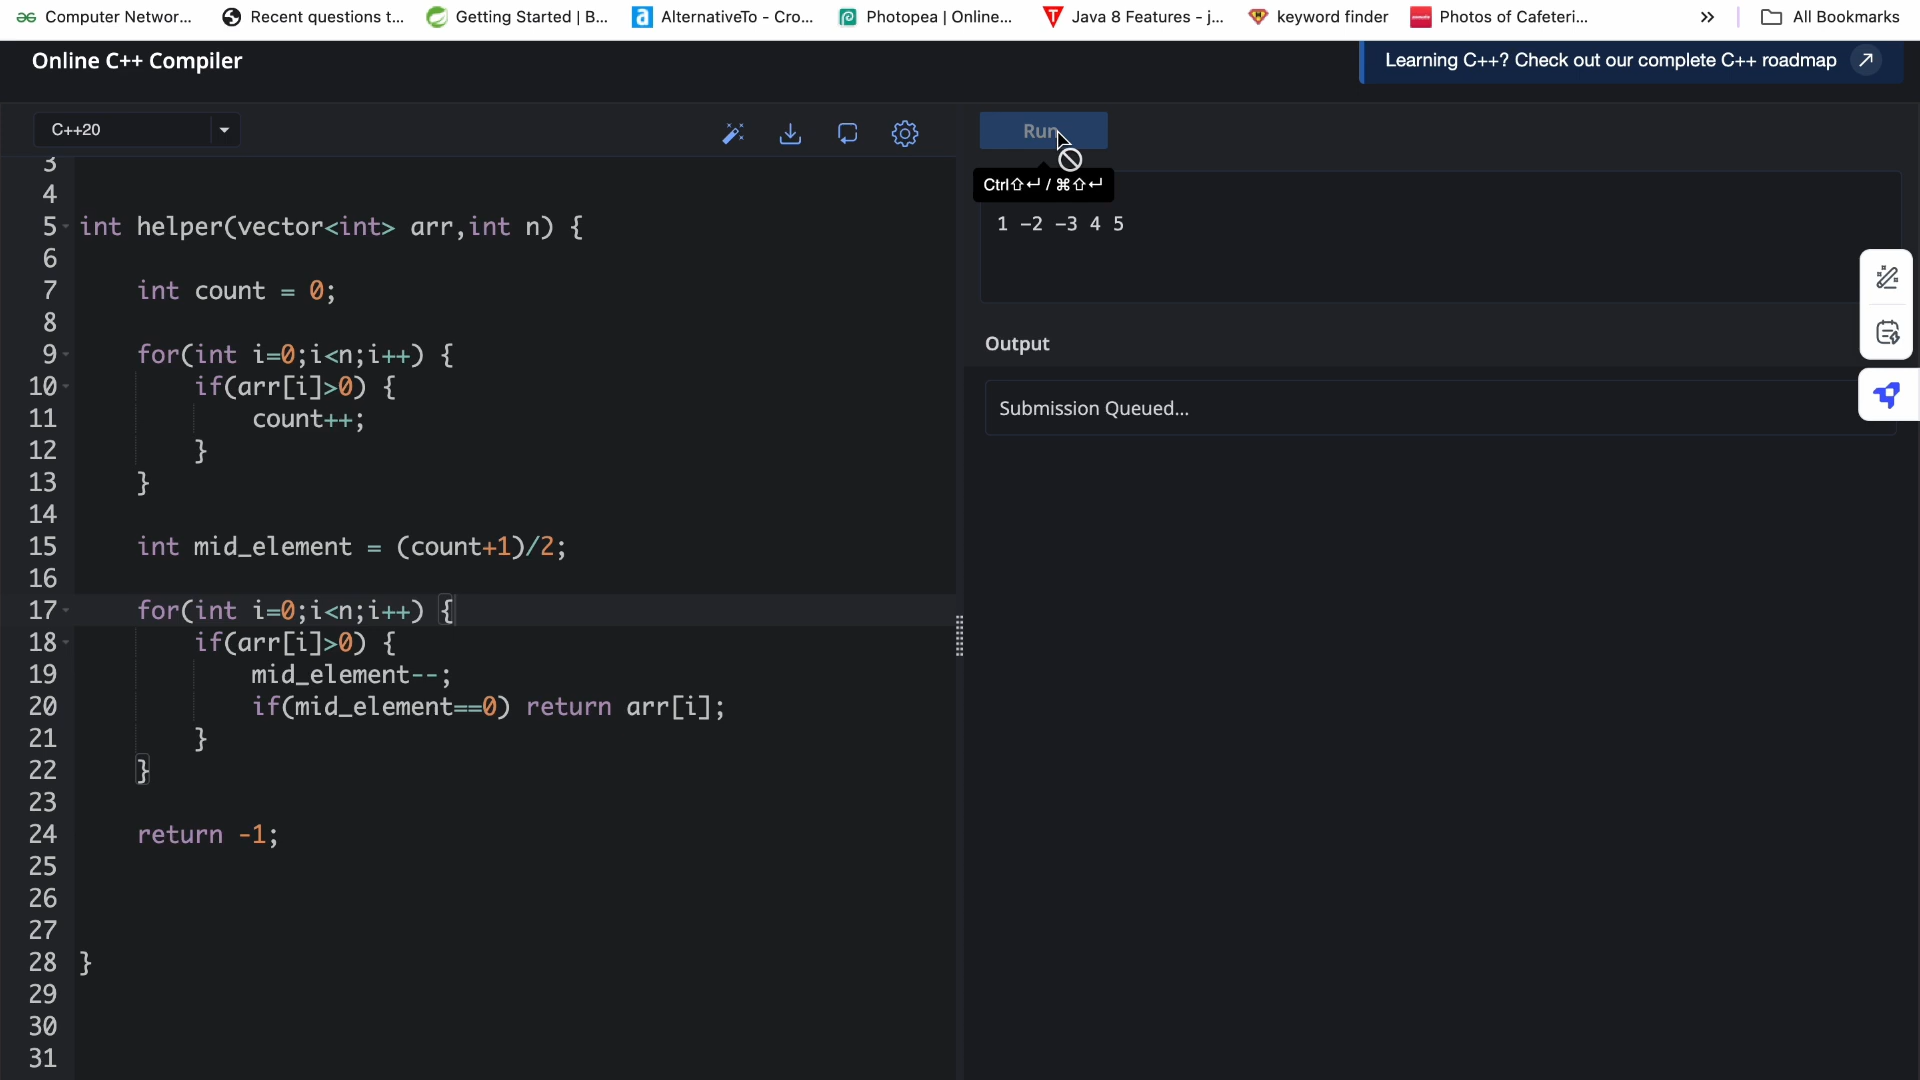 Computer Networ... Recent questions t... Getting Started | B... AlternativeTo - Cro... Photopea | Online... Java 8 Features - j... keyword finder Photos of Cafeteri... » All Bookmarks
Online C++ Compiler
Learning C++? Check out our complete C++ roadmap
C++20
Run
Ctrl⇧↵ / ⌘⇧↵
1 -2 -3 4 5
Output
Submission Queued...
3
4
5 int helper(vector<int> arr,int n) {
6
7 int count = 0;
8
9 for(int i=0;i<n;i++) {
10 if(arr[i]>0) {
11 count++;
12 }
13 }
14
15 int mid_element = (count+1)/2;
16
17 for(int i=0;i<n;i++) {
18 if(arr[i]>0) {
19 mid_element--;
20 if(mid_element==0) return arr[i];
21 }
22 }
23
24 return -1;
25
26
27
28 }
29
30
31